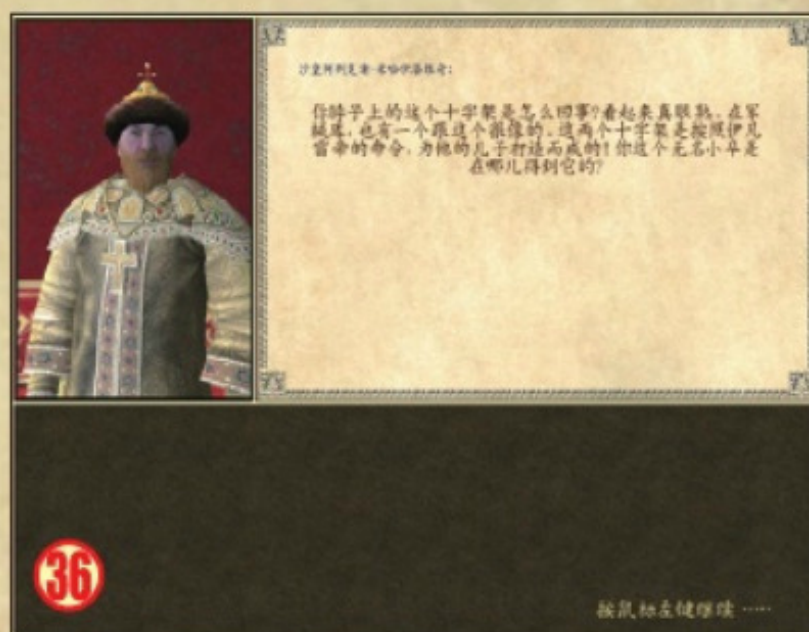 沙皇阿列克谢·米哈伊洛维奇:
你脖子上的这个十字架是怎么回事?看起来真眼熟。在军
械库,也有一个跟这个很像的。这两个十字架是按照伊凡
雷帝的命令,为他的儿子打造而成的!你这个无名小卒是
在哪儿得到它的?
36
按鼠标左键继续 ……